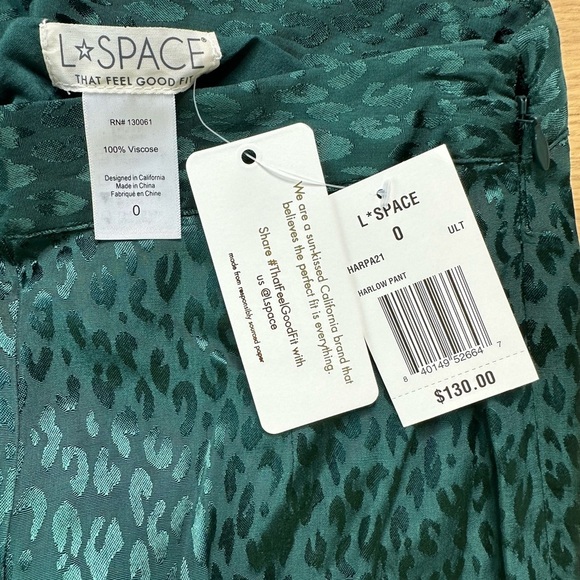 L☆SPACE®
THAT FEEL GOOD FIT
RN# 130061
100% Viscose
Designed in California
Made in China
Fabriqué en Chine
0
We are a sun-kissed California brand that
believes the perfect fit is everything.
Share #ThatFeelGoodFit with
us @Lspace
made from responsibly sourced paper
L*SPACE
0
ULT
HARPA21
HARLOW PANT
8 40149 52664 7
$130.00